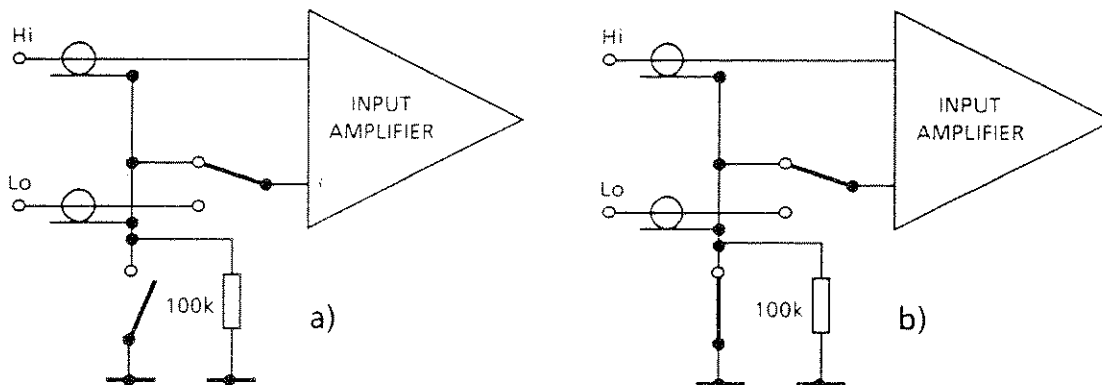 Hi
INPUT
AMPLIFIER
Lo
100k
a)
Hi
INPUT
AMPLIFIER
Lo
100k
b)